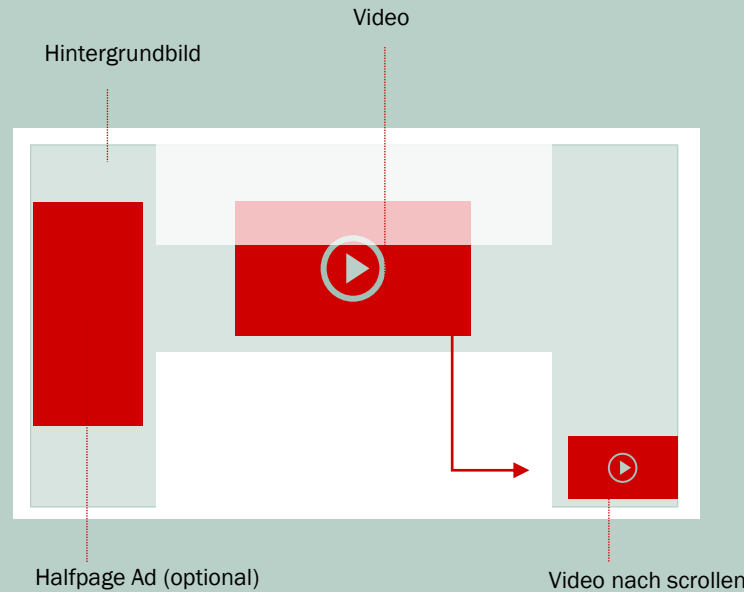 Video
Hintergrundbild
Halfpage Ad (optional)
Video nach scrollen